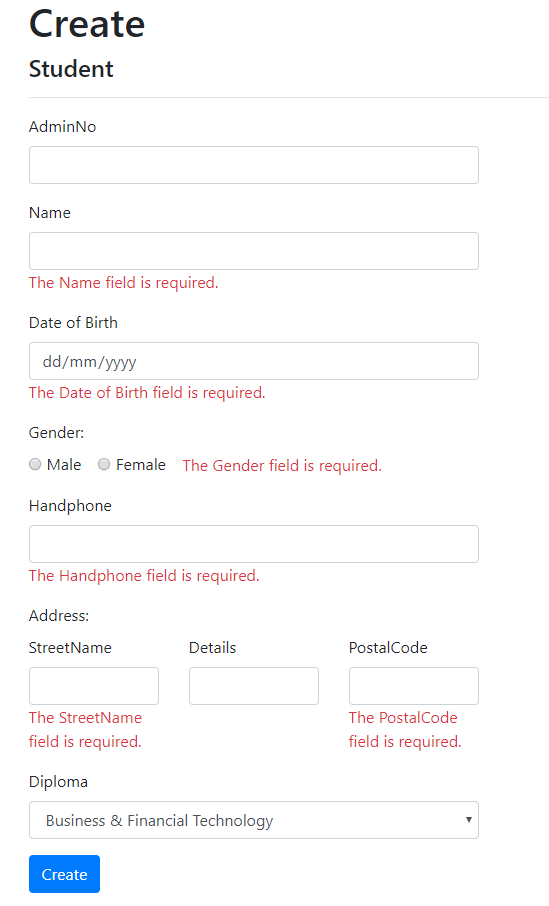 Create
Student
AdminNo
Name
The Name field is required.
Date of Birth
dd/mm/yyyy
The Date of Birth field is required.
Gender:
Male Female The Gender field is required.
Handphone
The Handphone field is required.
Address:
StreetName Details PostalCode
The StreetName
field is required.
The PostalCode
field is required.
Diploma
Business & Financial Technology
Create